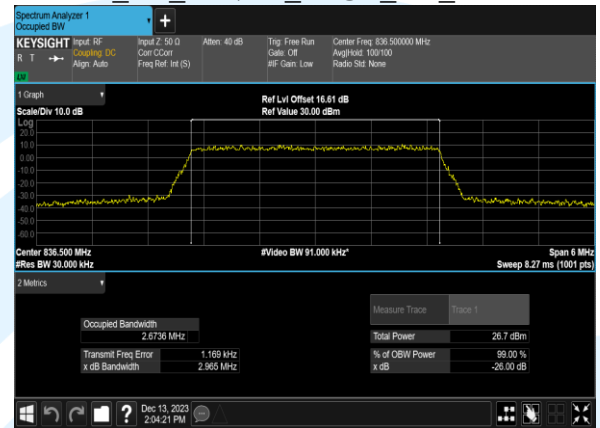 Spectrum Analyzer 1
Occupied BW
+
KEYSIGHT Input: RF Input Z: 50 Ω Atten: 40 dB Trig: Free Run Center Freq: 836.500000 MHz
R T Coupling: DC Corr CCorr Gate: Off Avg|Hold: 100/100
Align: Auto Freq Ref: Int (S) #IF Gain: Low Radio Std: None
LXI
1 Graph
Ref Lvl Offset 16.61 dB
Scale/Div 10.0 dB Ref Value 30.00 dBm
Log
20.0
10.0
0.00
-10.0
-20.0
-30.0
-40.0
-50.0
-60.0
Center 836.500 MHz #Video BW 91.000 kHz* Span 6 MHz
#Res BW 30.000 kHz Sweep 8.27 ms (1001 pts)
2 Metrics
Measure Trace Trace 1
Occupied Bandwidth
2.6736 MHz Total Power 26.7 dBm
Transmit Freq Error 1.169 kHz % of OBW Power 99.00 %
x dB Bandwidth 2.965 MHz x dB -26.00 dB
? Dec 13, 2023
2:04:21 PM